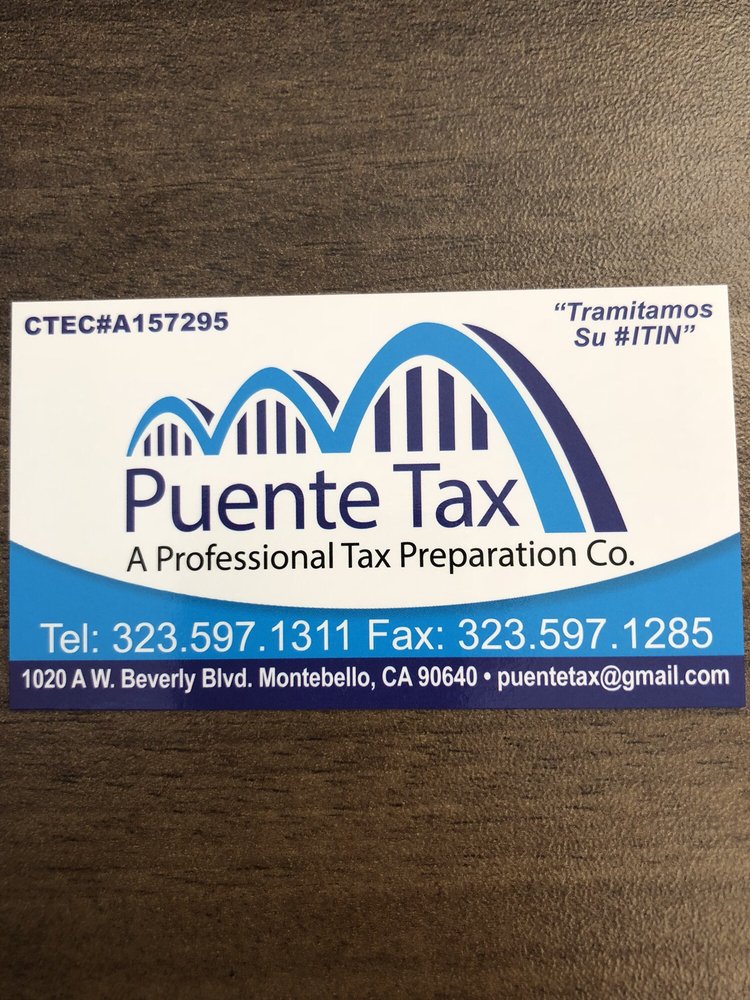 CTEC#A157295
“Tramitamos
Su #ITIN”
Puente Tax
A Professional Tax Preparation Co.
Tel: 323.597.1311 Fax: 323.597.1285
1020 A W. Beverly Blvd. Montebello, CA 90640 • puentetax@gmail.com